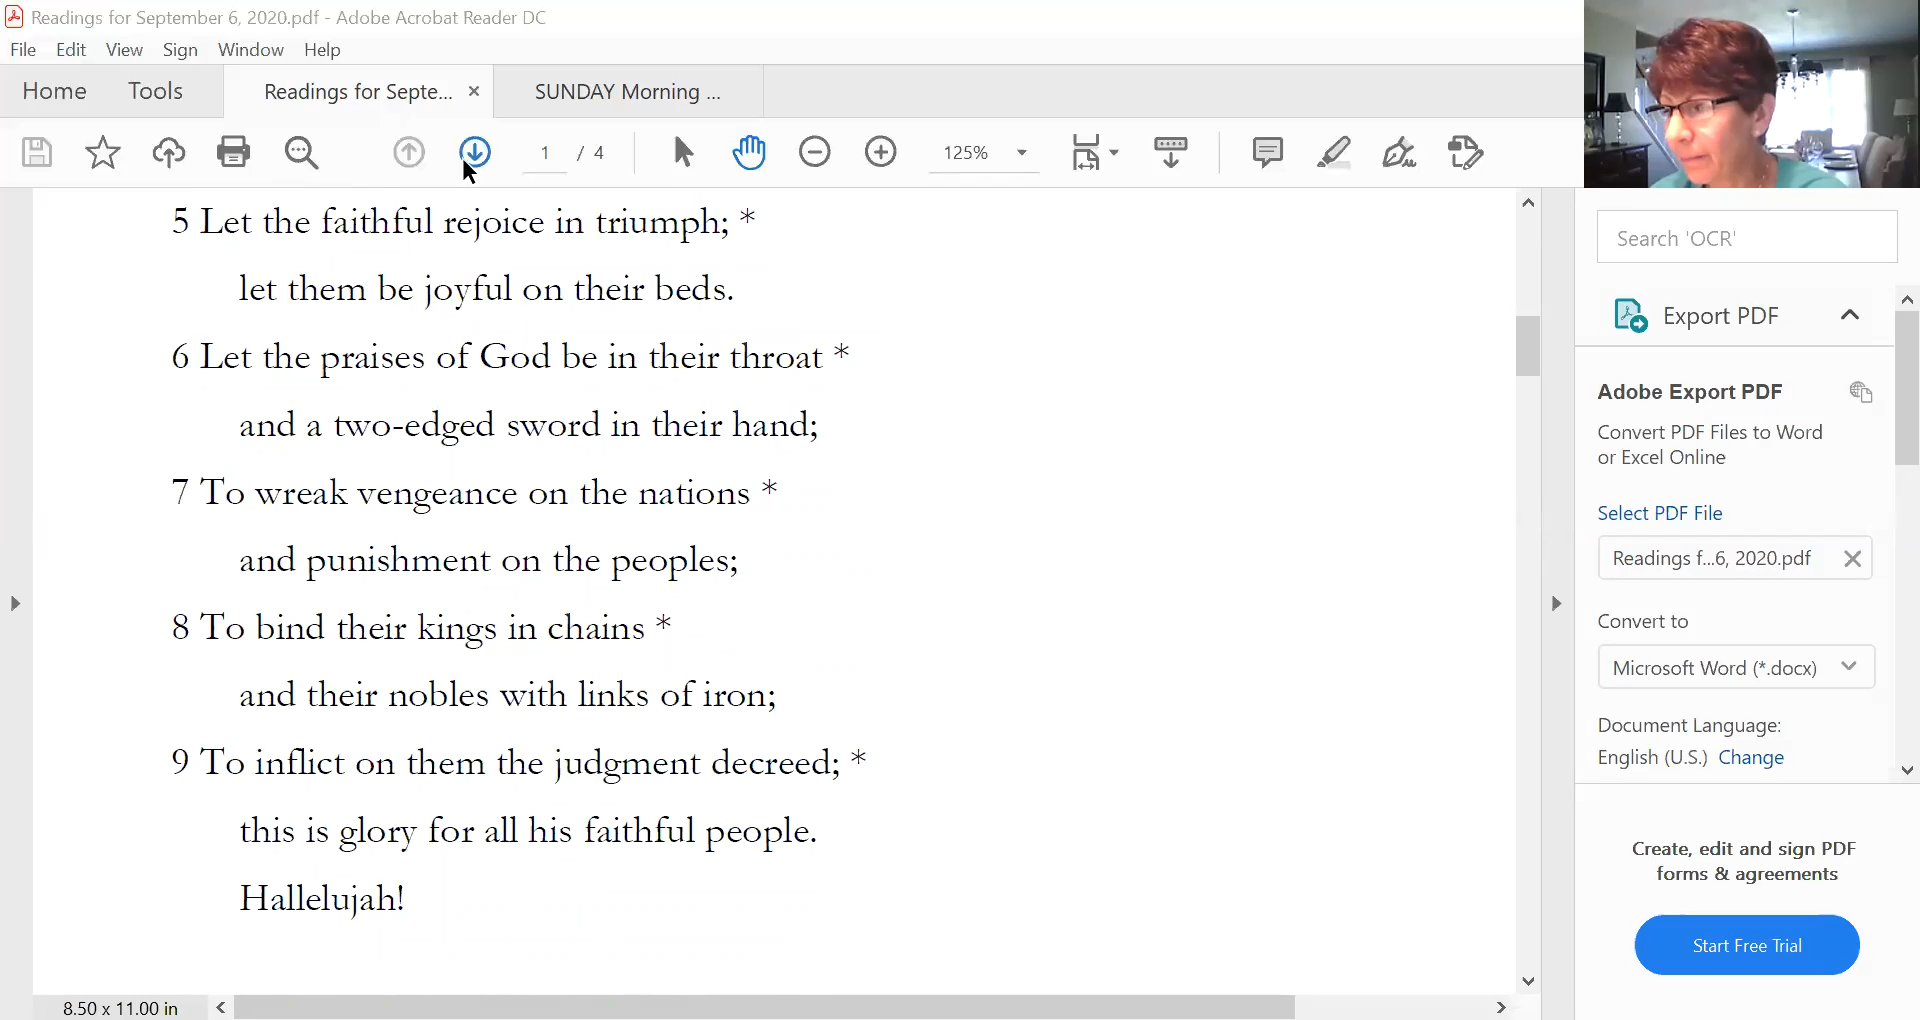 Readings for September 6, 2020.pdf - Adobe Acrobat Reader DC
File Edit View Sign Window Help
Home Tools Readings for Septe... × SUNDAY Morning ...
1 / 4 125%
5 Let the faithful rejoice in triumph; *
let them be joyful on their beds.
6 Let the praises of God be in their throat *
and a two-edged sword in their hand;
7 To wreak vengeance on the nations *
and punishment on the peoples;
8 To bind their kings in chains *
and their nobles with links of iron;
9 To inflict on them the judgment decreed; *
this is glory for all his faithful people.
Hallelujah!
8.50 x 11.00 in
Search 'OCR'
Export PDF
Adobe Export PDF
Convert PDF Files to Word
or Excel Online
Select PDF File
Readings f...6, 2020.pdf
Convert to
Microsoft Word (*.docx)
Document Language:
English (U.S.) Change
Create, edit and sign PDF
forms & agreements
Start Free Trial